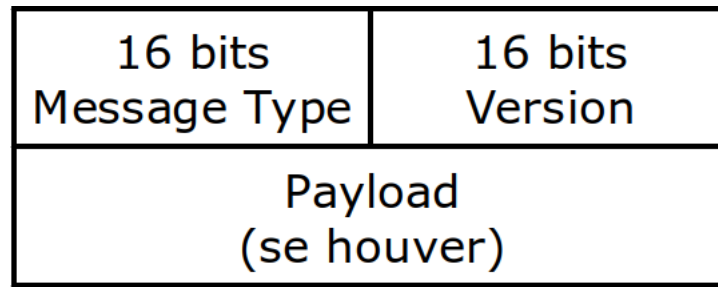 16 bits
Message Type
16 bits
Version
Payload
(se houver)